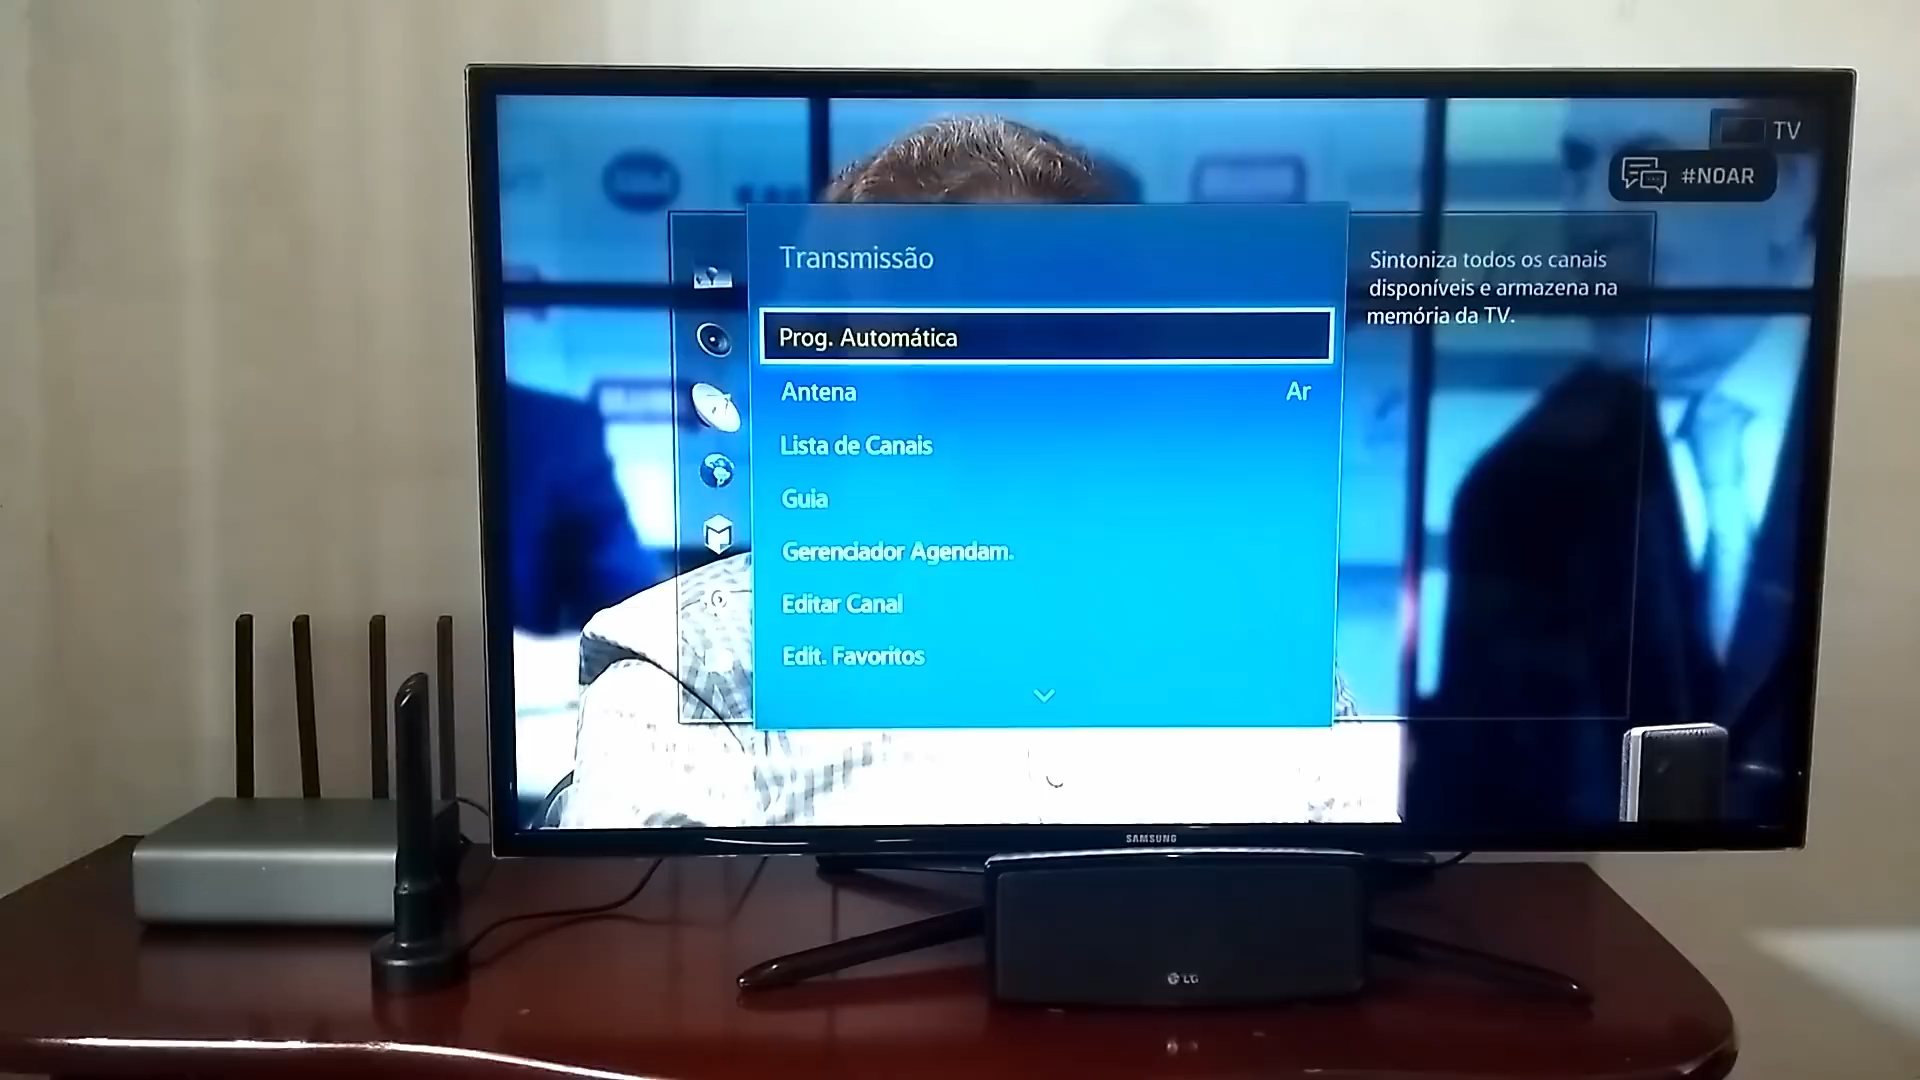 TV
#NOAR
Transmissão
Prog. Automática
Antena Ar
Lista de Canais
Guia
Gerenciador Agendam.
Editar Canal
Edit. Favoritos
Sintoniza todos os canais
disponíveis e armazena na
memória da TV.
SAMSUNG
LG